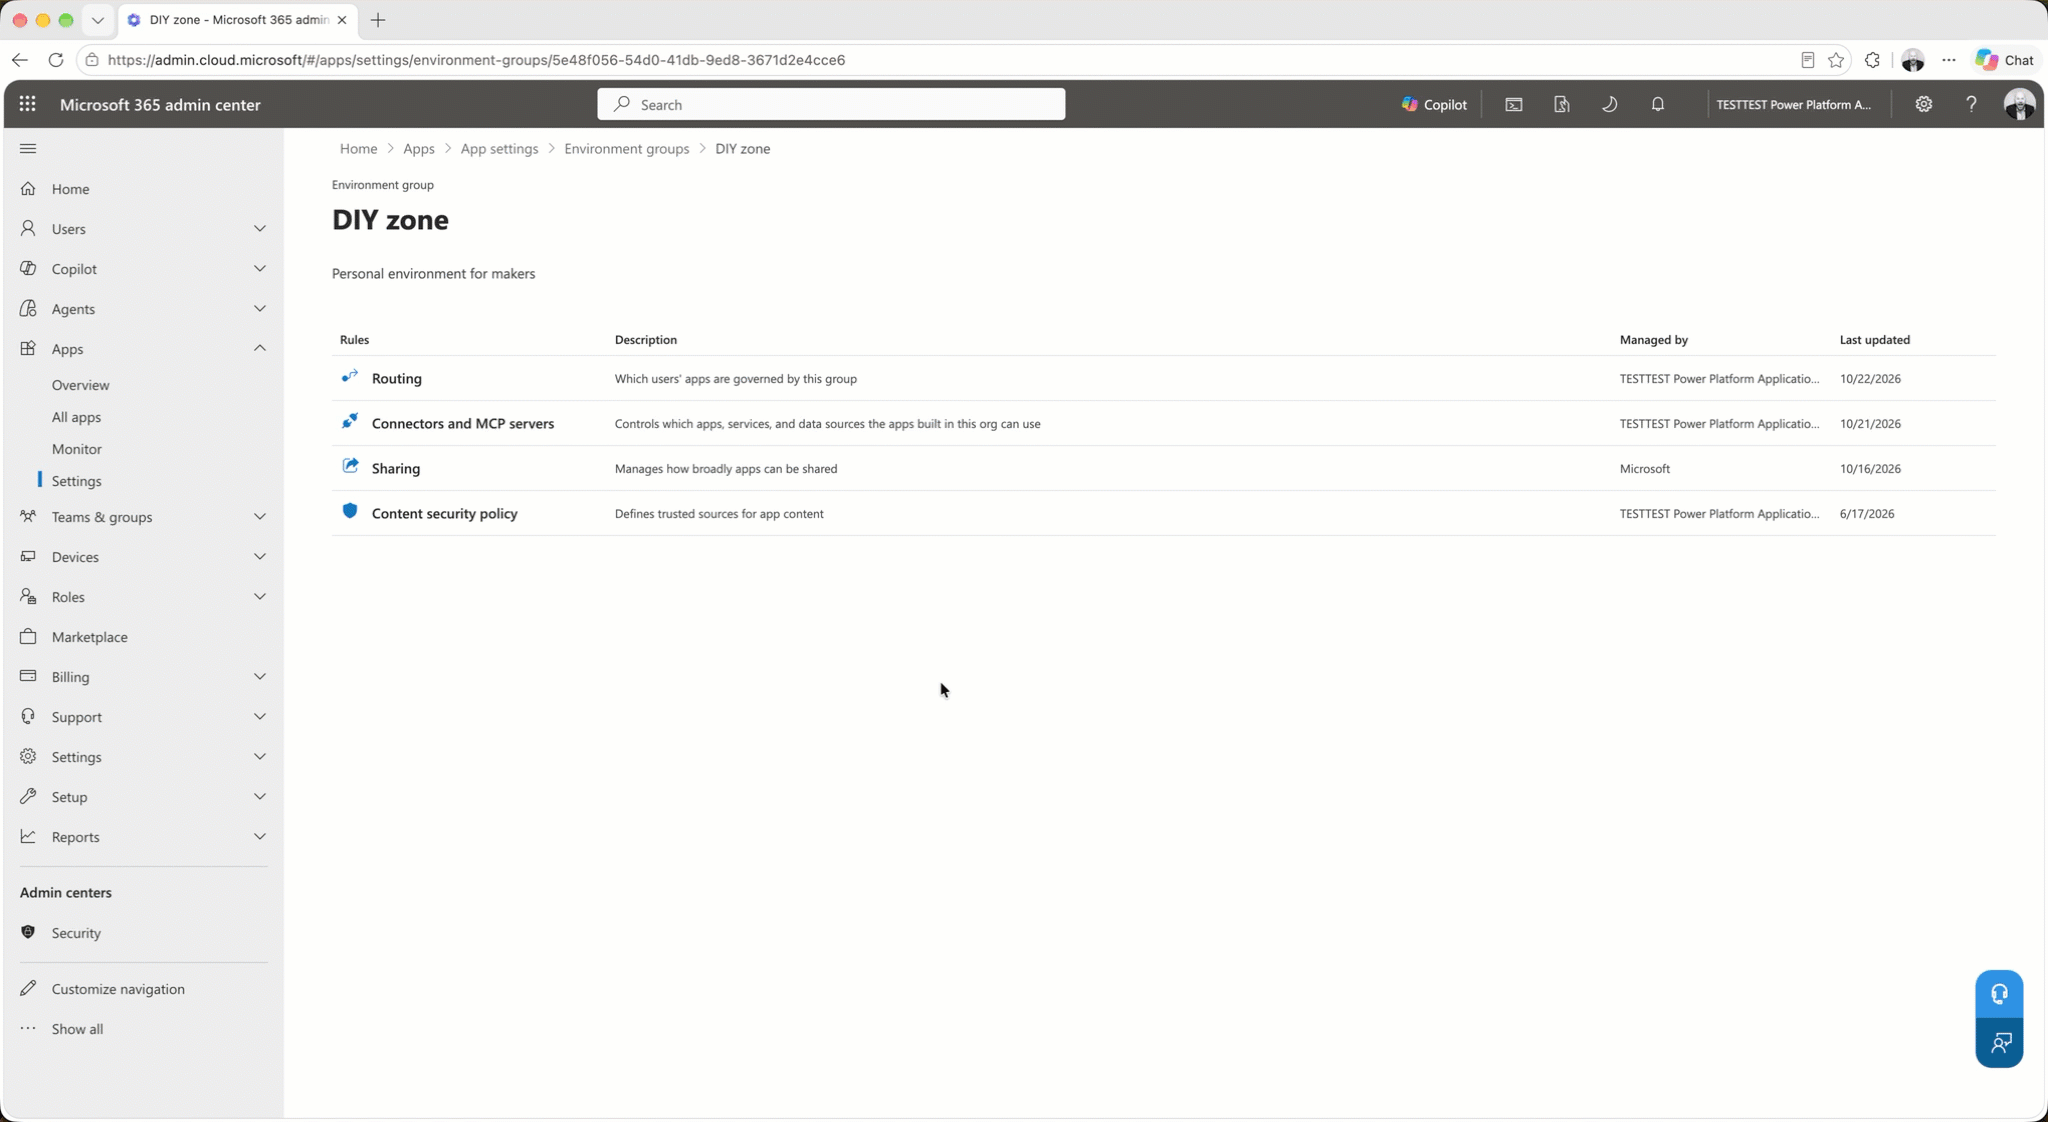 DIY zone - Microsoft 365 admin
https://admin.cloud.microsoft/#/apps/settings/environment-groups/5e48f056-54d0-41db-9ed8-3671d2e4cce6
Chat
Microsoft 365 admin center
Search
Copilot
TESTTEST Power Platform A...
Home > Apps > App settings > Environment groups > DIY zone
Home
Users
Copilot
Agents
Apps
Overview
All apps
Monitor
Settings
Teams & groups
Devices
Roles
Marketplace
Billing
Support
Settings
Setup
Reports
Admin centers
Security
Customize navigation
Show all
Environment group
DIY zone
Personal environment for makers
Rules Description Managed by Last updated
Routing Which users' apps are governed by this group TESTTEST Power Platform Applicatio... 10/22/2026
Connectors and MCP servers Controls which apps, services, and data sources the apps built in this org can use TESTTEST Power Platform Applicatio... 10/21/2026
Sharing Manages how broadly apps can be shared Microsoft 10/16/2026
Content security policy Defines trusted sources for app content TESTTEST Power Platform Applicatio... 6/17/2026